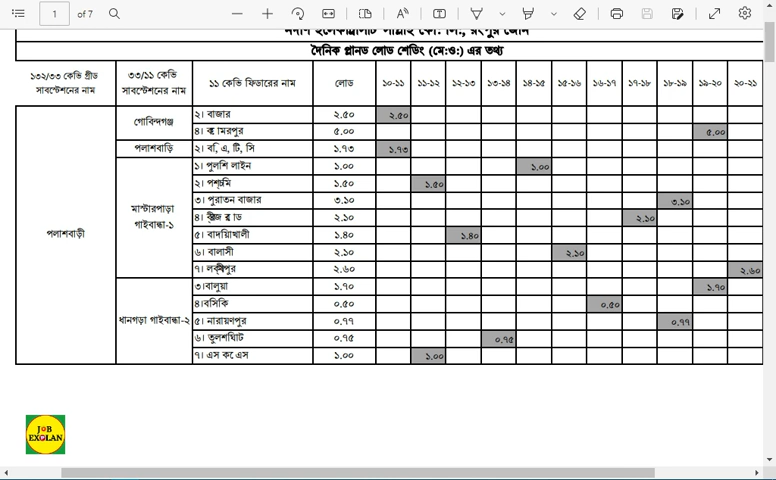 1 of 7
নর্দার্ণ ইলেকট্রিসিটি সাপ্লাই কোং লিঃ, রংপুর জোন
দৈনিক প্লানড লোড শেডিং (মে:ও:) এর তথ্য
১৩২/৩৩ কেভি গ্রীড সাবস্টেশনের নাম ৩৩/১১ কেভি সাবস্টেশনের নাম ১১ কেভি ফিডারের নাম লোড ১০-১১ ১১-১২ ১২-১৩ ১৩-১৪ ১৪-১৫ ১৫-১৬ ১৬-১৭ ১৭-১৮ ১৮-১৯ ১৯-২০ ২০-২১
পলাশবাড়ী
গোবিন্দগঞ্জ
২। বাজার ২.৫০ ২.৫০
৪। কামারপুর ৫.০০ ৫.০০
পলাশবাড়ি ২। বি, এ, টি, সি ১.৭৩ ১.৭৩
মাস্টারপাড়া গাইবান্ধা-১
১। পুলিশ লাইন ১.০০ ১.০০
২। পশ্চিম ১.৫০ ১.৫০
৩। পুরাতন বাজার ৩.১০ ৩.১০
৪। ব্রীজ রোড ২.১০ ২.১০
৫। বাদিয়াখালী ১.৪০ ১.৪০
৬। বালাসী ২.১০ ২.১০
৭। লক্ষ্মীপুর ২.৬০ ২.৬০
ধানগড়া গাইবান্ধা-২
৩।বালুয়া ১.৭০ ১.৭০
৪।বিসিক ০.৫০ ০.৫০
৫। নারায়ণপুর ০.৭৭ ০.৭৭
৬। তুলশিঘাট ০.৭৫ ০.৭৫
৭। এস কে এস ১.০০ ১.০০
JOB
EXOLAN